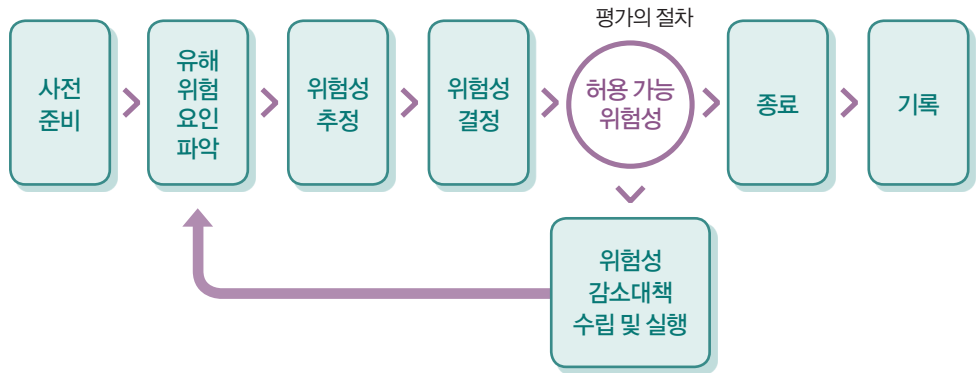 평가의 절차
사전
준비
유해
위험
요인
파악
위험성
추정
위험성
결정
허용 가능
위험성
종료
기록
위험성
감소대책
수립 및 실행